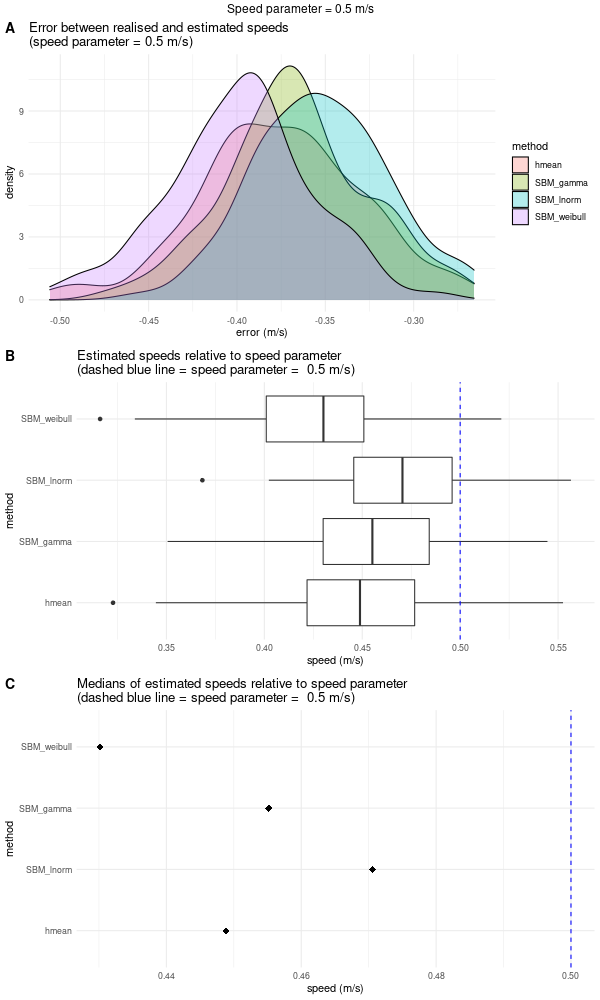 Speed parameter = 0.5 m/s
A
Error between realised and estimated speeds
(speed parameter = 0.5 m/s)
density
9
6
3
0
-0.50
-0.45
-0.40
-0.35
-0.30
error (m/s)
method
hmean
SBM_gamma
SBM_lnorm
SBM_weibull
B
Estimated speeds relative to speed parameter
(dashed blue line = speed parameter =  0.5 m/s)
method
SBM_weibull
SBM_lnorm
SBM_gamma
hmean
0.35
0.40
0.45
0.50
0.55
speed (m/s)
C
Medians of estimated speeds relative to speed parameter
(dashed blue line = speed parameter =  0.5 m/s)
method
SBM_weibull
SBM_gamma
SBM_lnorm
hmean
0.44
0.46
0.48
0.50
speed (m/s)